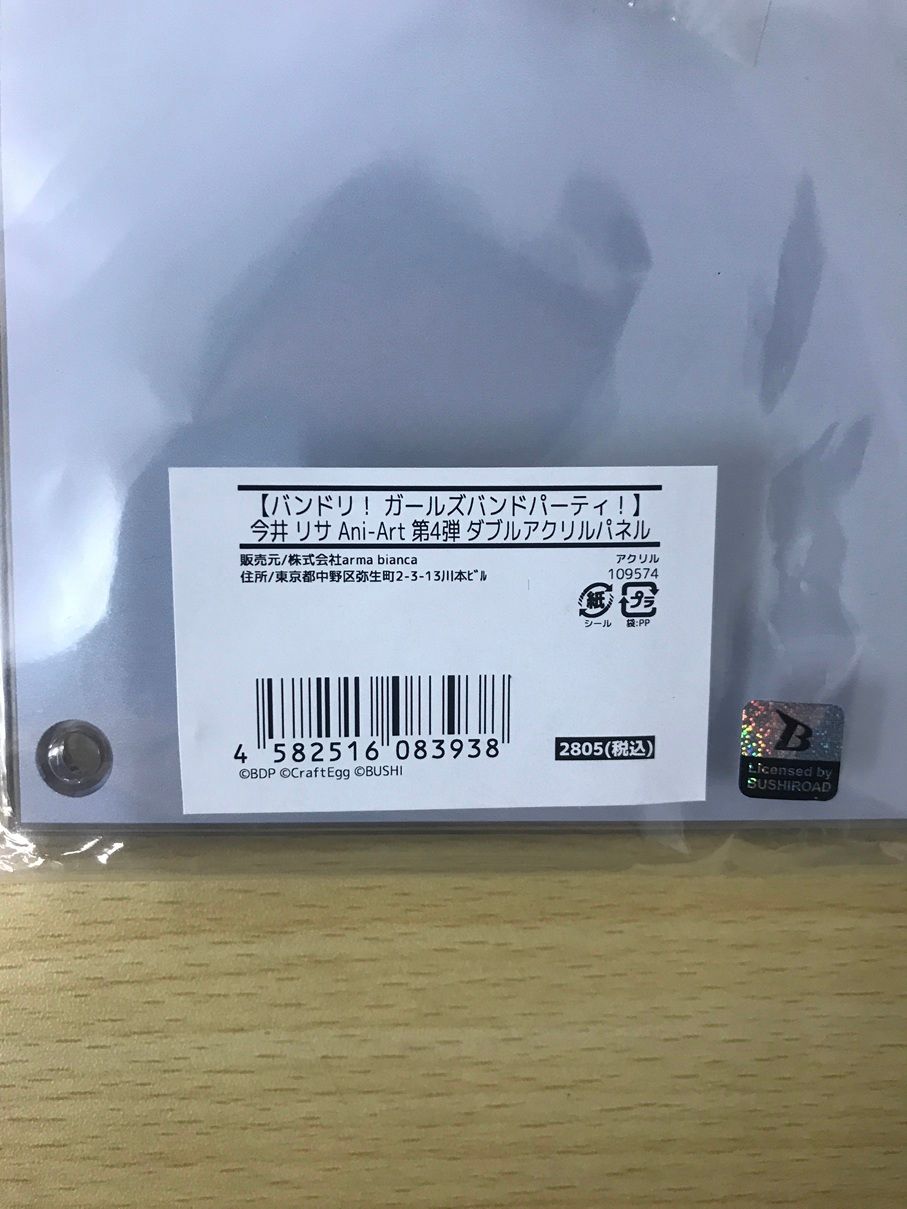 【バンドリ！ ガールズバンドパーティ！】
今井 リサ Ani-Art 第4弾 ダブルアクリルパネル
販売元/株式会社arma bianca
住所/東京都中野区弥生町2-3-13川本ﾋﾞﾙ
アクリル
109574
紙
プラ
シール
袋:PP
4 582516 083938
2805(税込)
©BDP ©CraftEgg ©BUSHI
B
Licensed by
BUSHIROAD